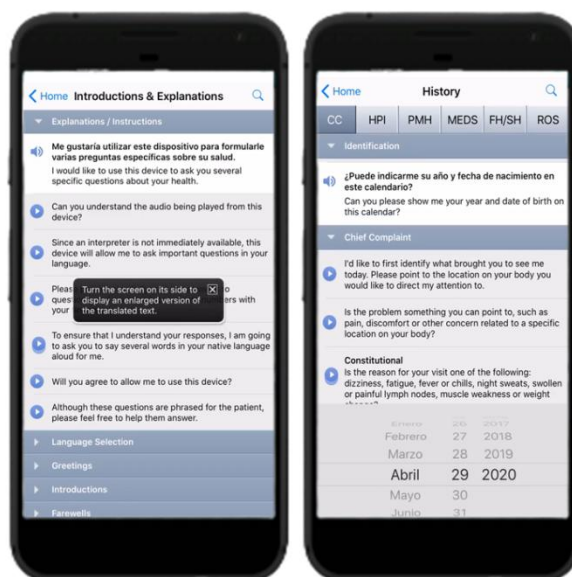 Home Introductions & Explanations
Explanations / Instructions
Me gustaría utilizar este dispositivo para formularle
varias preguntas específicas sobre su salud.
I would like to use this device to ask you several
specific questions about your health.
Can you understand the audio being played from this
device?
Since an interpreter is not immediately available, this
device will allow me to ask important questions in your
language.
Turn the screen on its side to
display an enlarged version of
the translated text.
your
To ensure that I understand your responses, I am going
to ask you to say several words in your native language
aloud for me.
Will you agree to allow me to use this device?
Although these questions are phrased for the patient,
please feel free to help them answer.
Language Selection
Greetings
Introductions
Farewells
Home History
CC HPI PMH MEDS FH/SH ROS
Identification
¿Puede indicarme su año y fecha de nacimiento en
este calendario?
Can you please show me your year and date of birth on
this calendar?
Chief Complaint
I'd like to first identify what brought you to see me
today. Please point to the location on your body you
would like to direct my attention to.
Is the problem something you can point to, such as
pain, discomfort or other concern related to a specific
location on your body?
Constitutional
Is the reason for your visit one of the following:
dizziness, fatigue, fever or chills, night sweats, swollen
or painful lymph nodes, muscle weakness or weight
Enero 26 2017
Febrero 27 2018
Marzo 28 2019
Abril 29 2020
Mayo 30
Junio 31